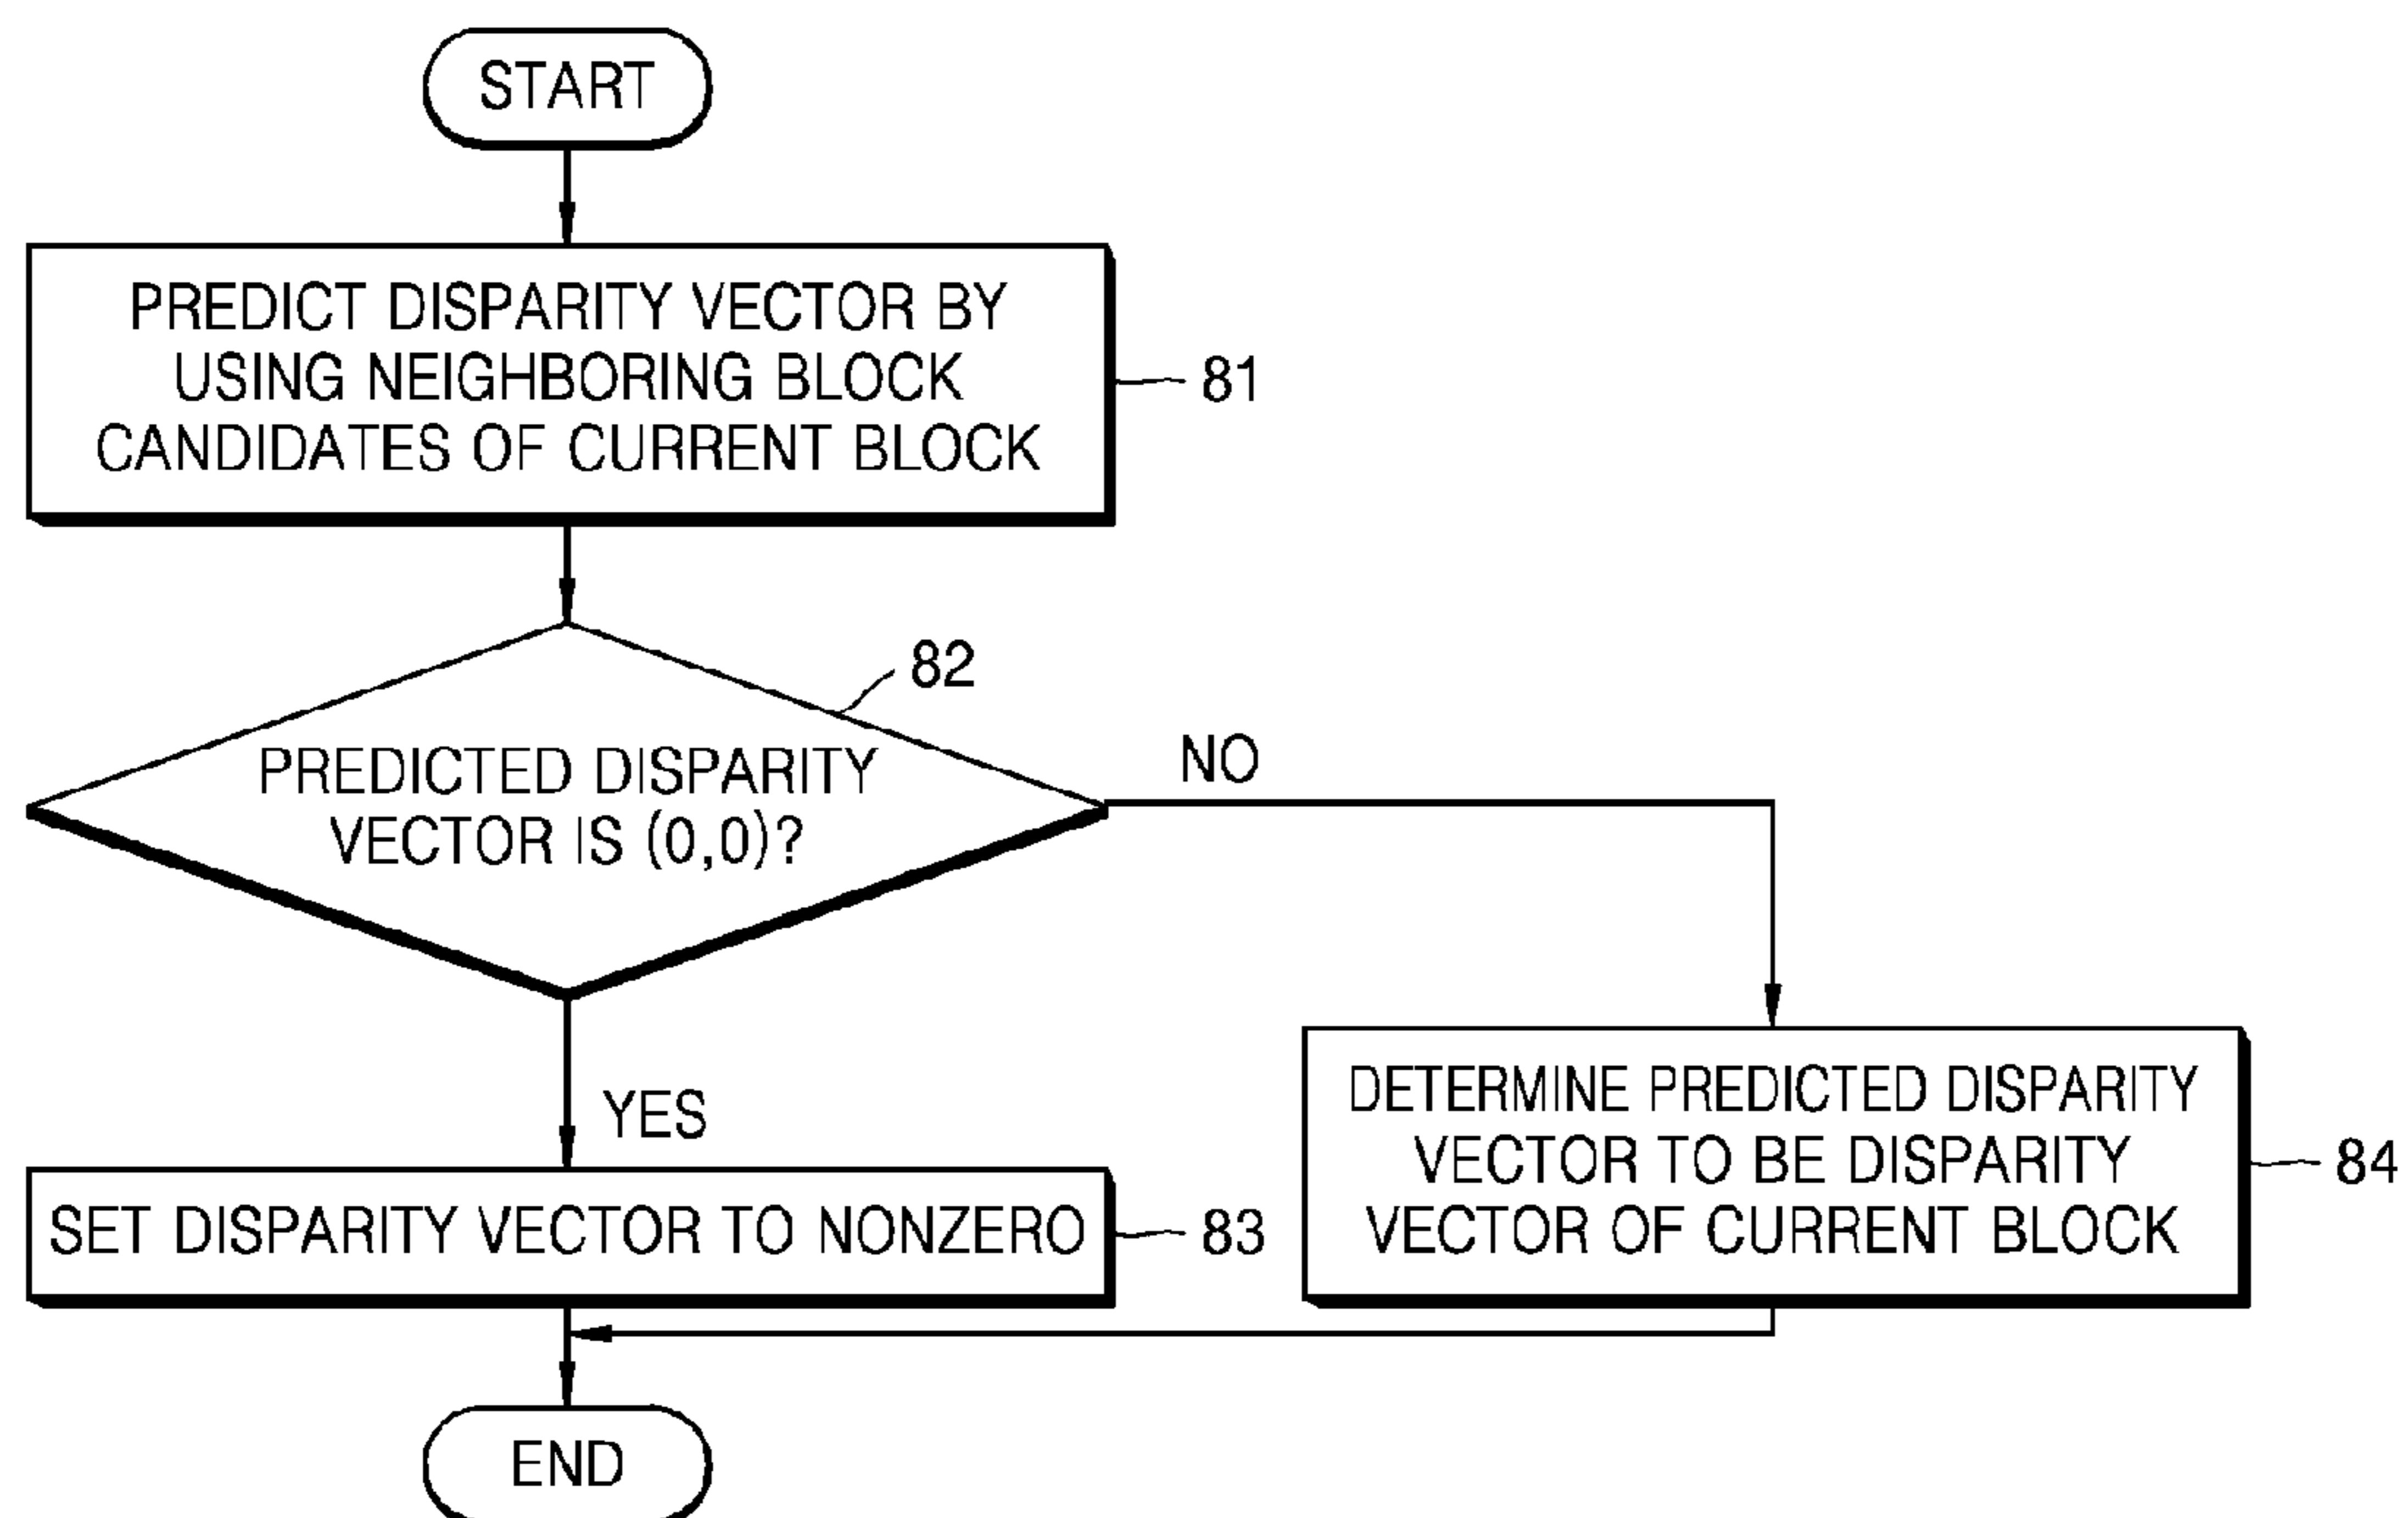 START
PREDICT DISPARITY VECTOR BY
USING NEIGHBORING BLOCK
CANDIDATES OF CURRENT BLOCK
81
82
PREDICTED DISPARITY
VECTOR IS (0,0)?
NO
YES
SET DISPARITY VECTOR TO NONZERO
83
DETERMINE PREDICTED DISPARITY
VECTOR TO BE DISPARITY
VECTOR OF CURRENT BLOCK
84
END